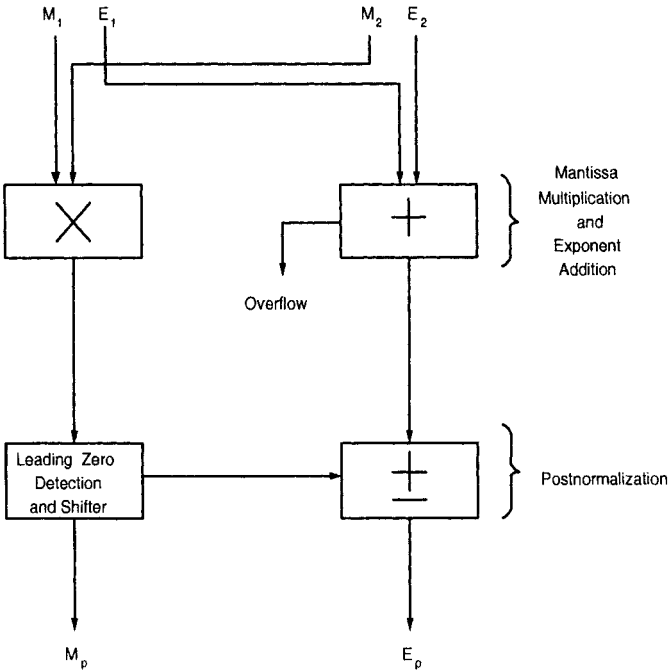 M₁ E₁ M₂ E₂
×
+
Mantissa
Multiplication
and
Exponent
Addition
Overflow
Leading Zero
Detection
and Shifter
±
Postnormalization
Mₚ Eₚ